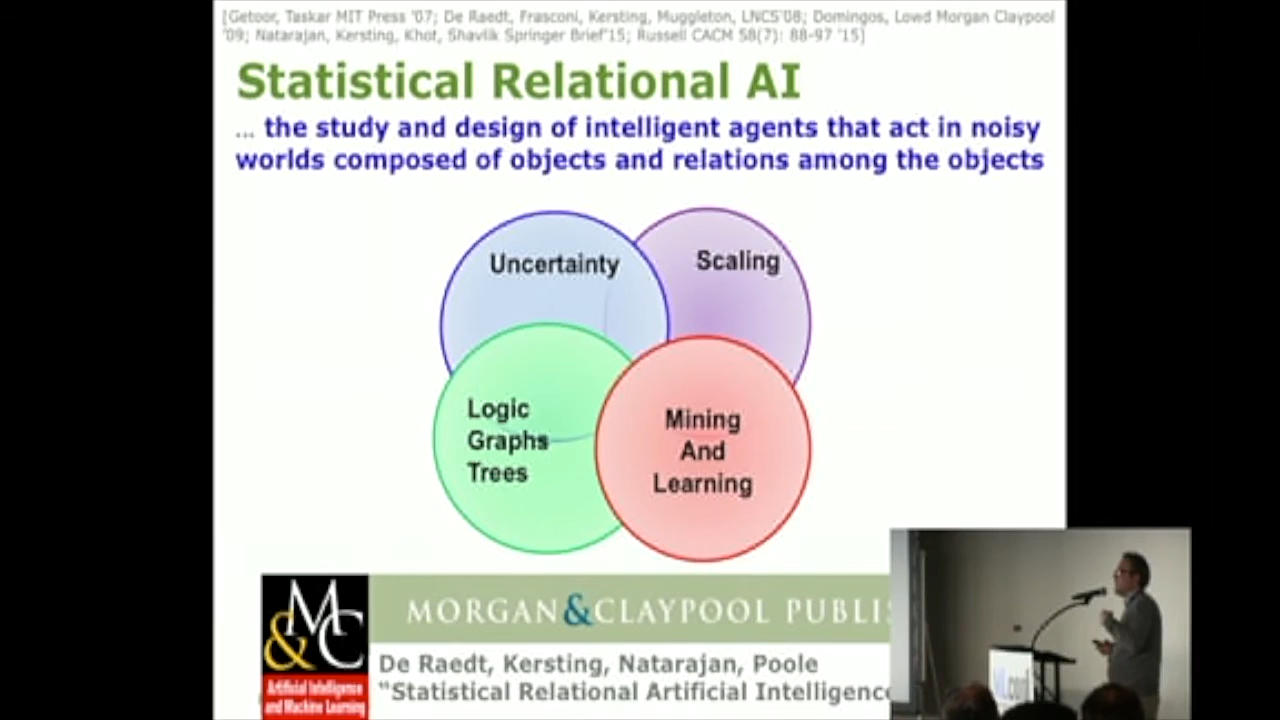 [Getoor, Taskar MIT Press '07; De Raedt, Frasconi, Kersting, Muggleton, LNCS'08; Domingos, Lowd Morgan Claypool
'09; Natarajan, Kersting, Khot, Shavlik Springer Brief'15; Russell CACM 58(7): 88-97 '15]
Statistical Relational AI
... the study and design of intelligent agents that act in noisy
worlds composed of objects and relations among the objects
Uncertainty
Scaling
Logic
Graphs
Trees
Mining
And
Learning
M&C
MORGAN&CLAYPOOL PUBLIS
Artificial Intelligence
and Machine Learning
De Raedt, Kersting, Natarajan, Poole
“Statistical Relational Artificial Intelligence
MLconf